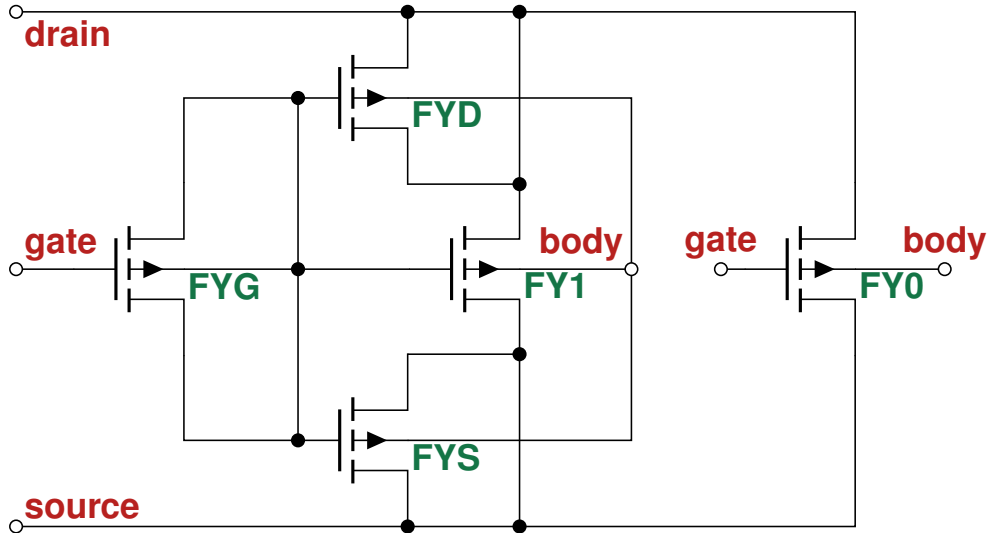 drain
FYD
gate
FYG
body
FY1
gate
body
FY0
FYS
source